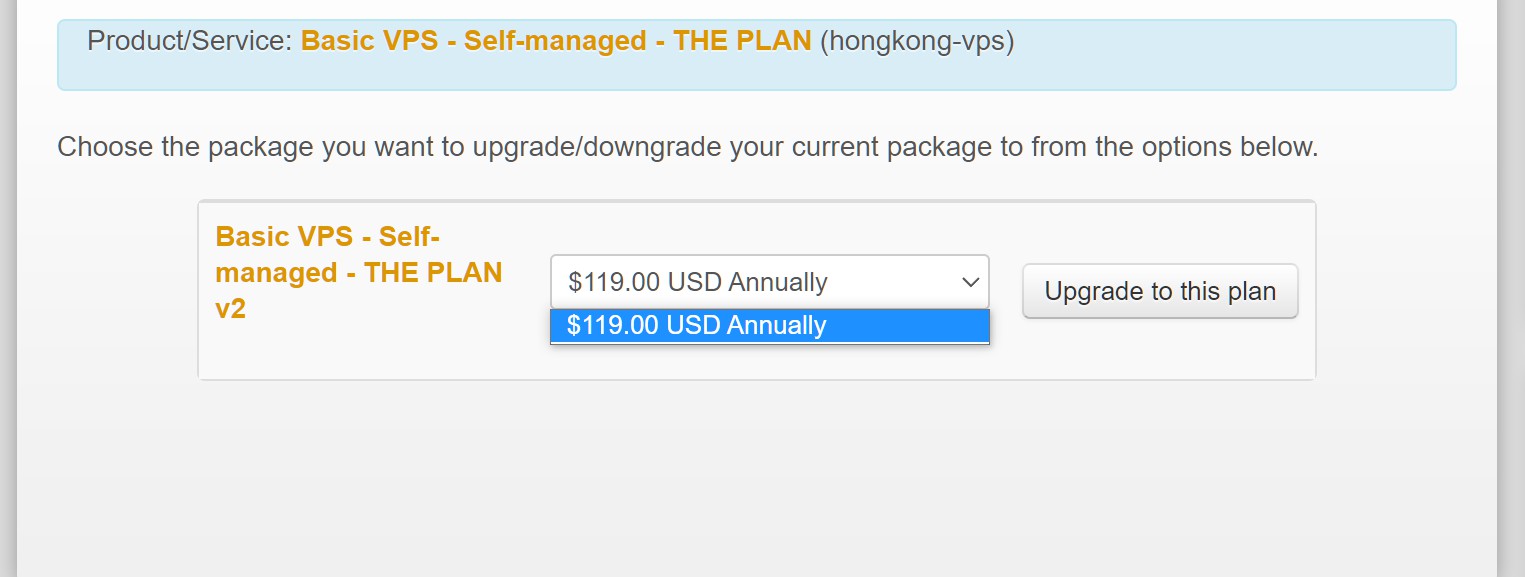 Product/Service: Basic VPS - Self-managed - THE PLAN (hongkong-vps)
Choose the package you want to upgrade/downgrade your current package to from the options below.
Basic VPS - Self-
managed - THE PLAN
v2
$119.00 USD Annually
$119.00 USD Annually
Upgrade to this plan